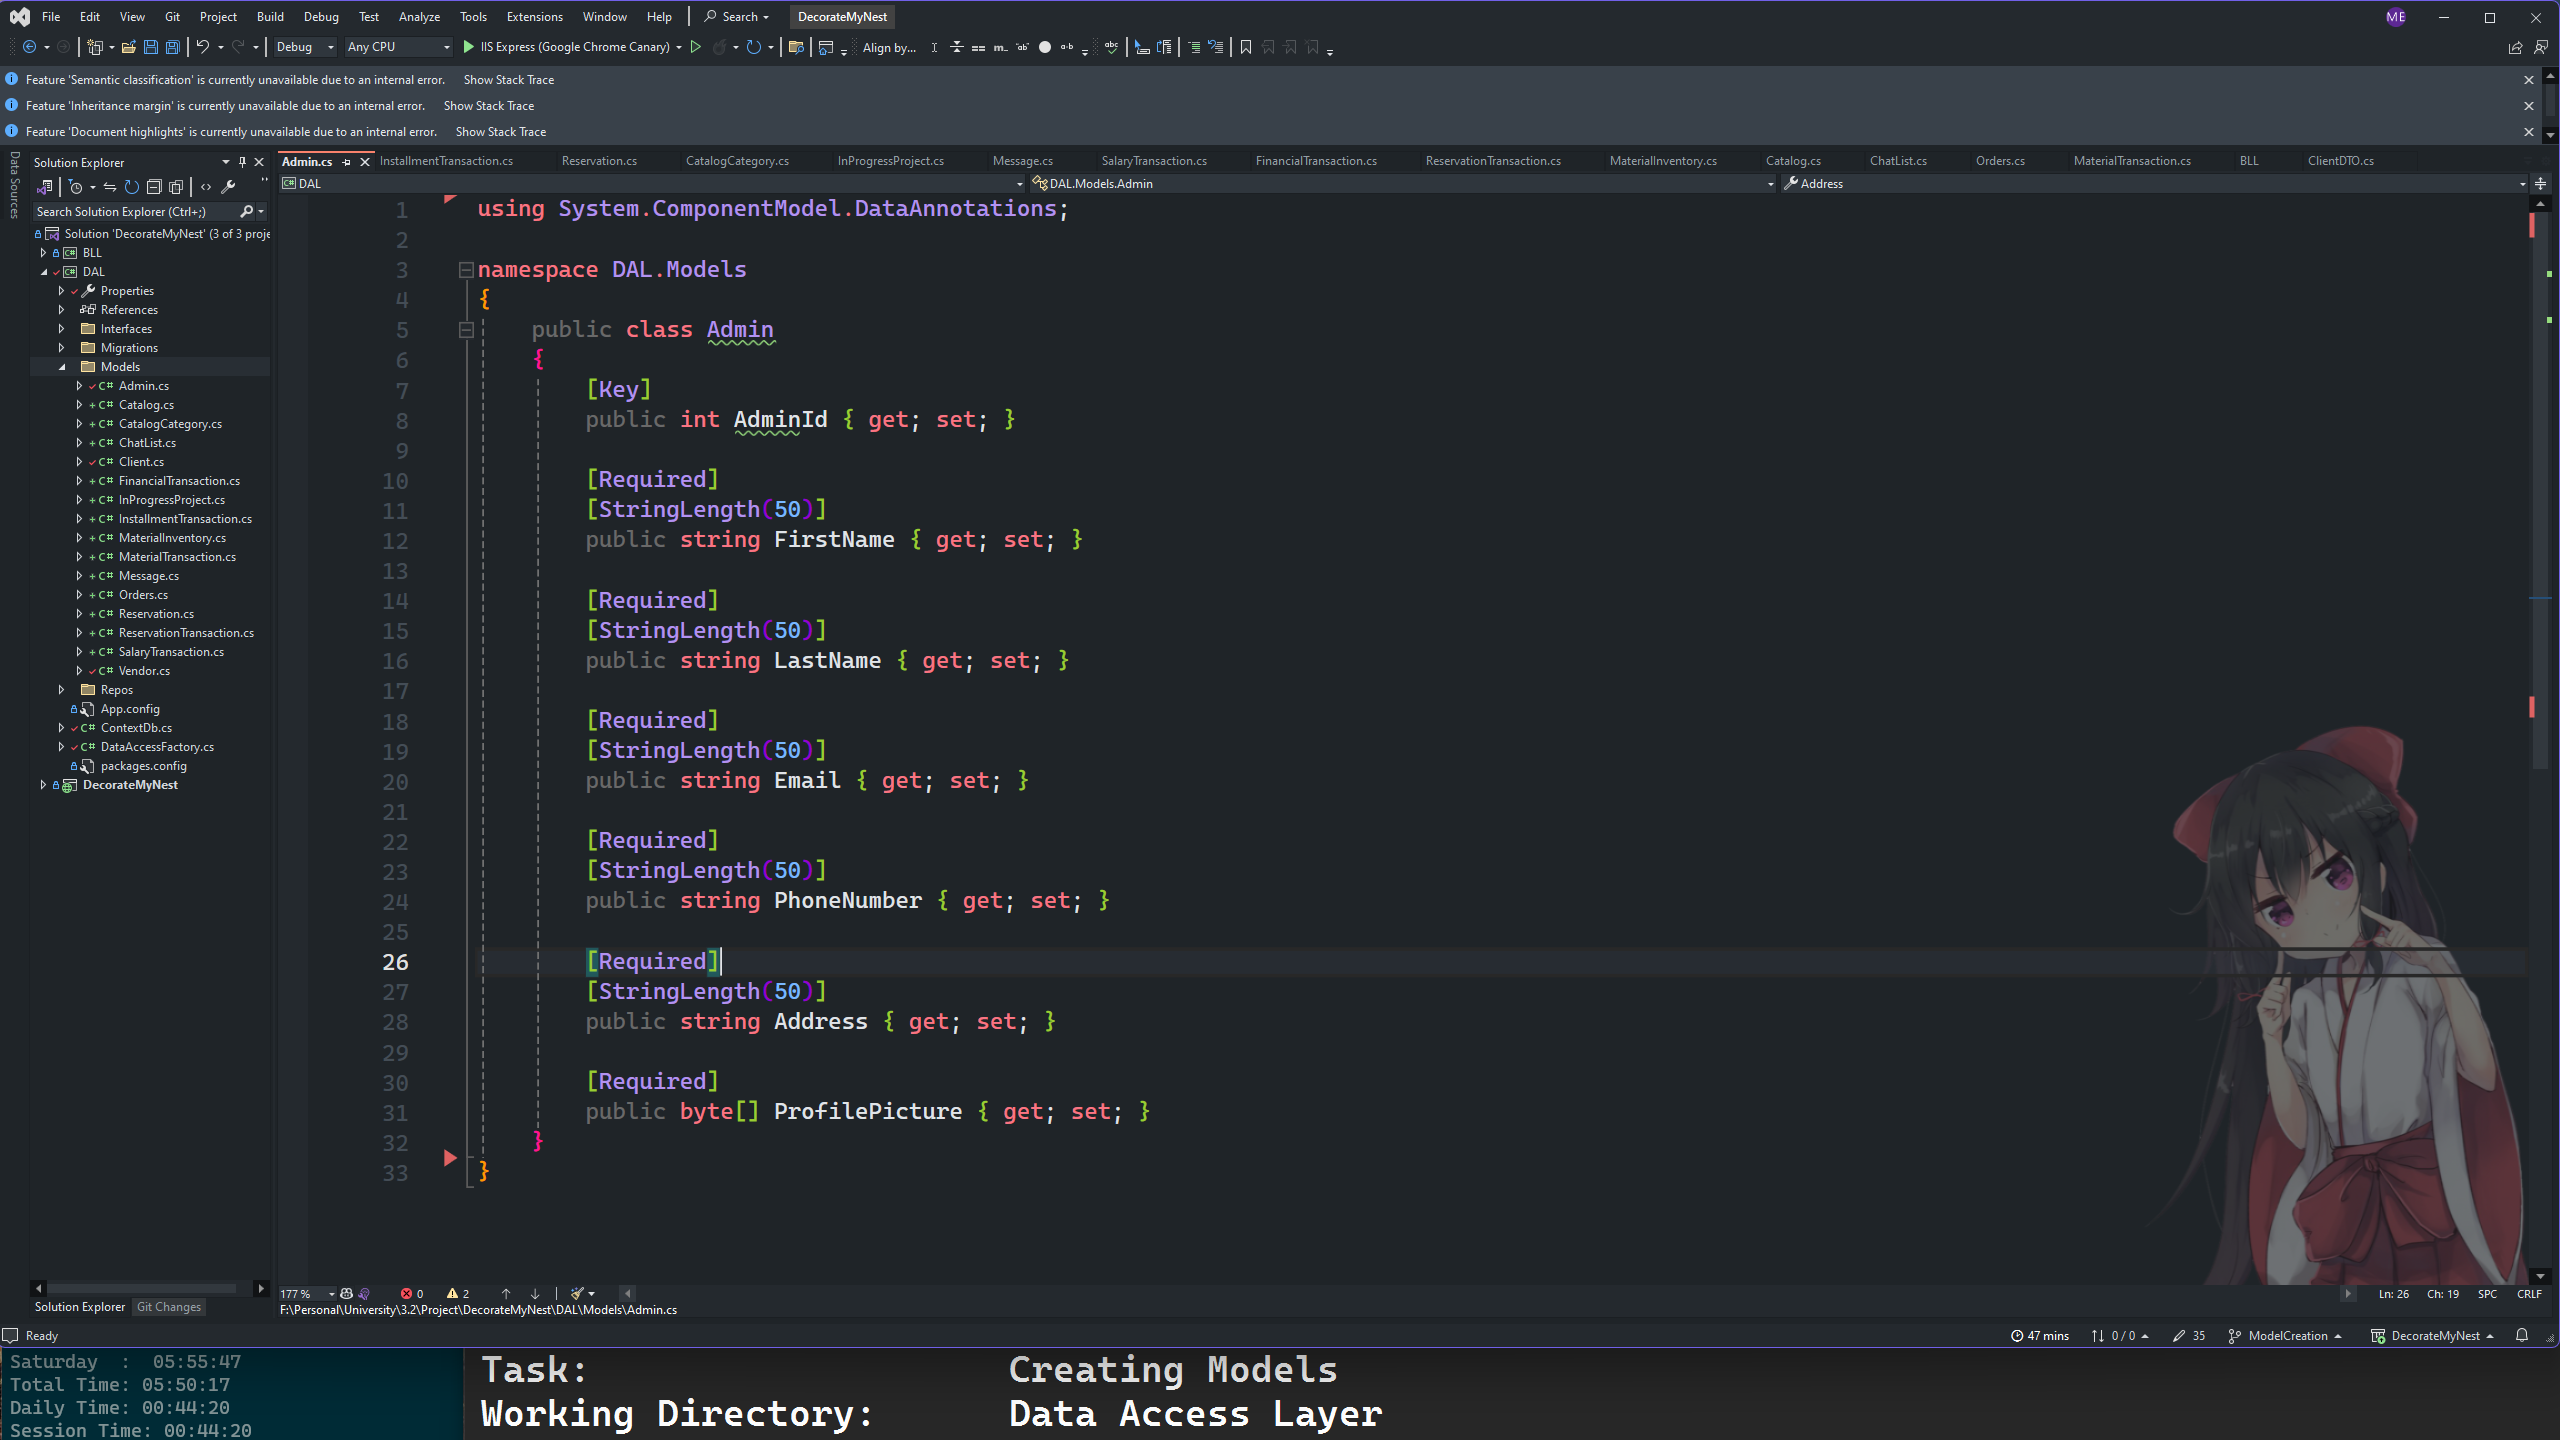 File Edit View Git Project Build Debug Test Analyze Tools Extensions Window Help Search DecorateMyNest ME
Debug Any CPU IIS Express (Google Chrome Canary) Align by...
Feature 'Semantic classification' is currently unavailable due to an internal error. Show Stack Trace
Feature 'Inheritance margin' is currently unavailable due to an internal error. Show Stack Trace
Feature 'Document highlights' is currently unavailable due to an internal error. Show Stack Trace
Data Sources
Solution Explorer
Search Solution Explorer (Ctrl+;)
Solution 'DecorateMyNest' (3 of 3 proje
BLL
DAL
Properties
References
Interfaces
Migrations
Models
C# Admin.cs
C# Catalog.cs
C# CatalogCategory.cs
C# ChatList.cs
C# Client.cs
C# FinancialTransaction.cs
C# InProgressProject.cs
C# InstallmentTransaction.cs
C# MaterialInventory.cs
C# MaterialTransaction.cs
C# Message.cs
C# Orders.cs
C# Reservation.cs
C# ReservationTransaction.cs
C# SalaryTransaction.cs
C# Vendor.cs
Repos
App.config
C# ContextDb.cs
C# DataAccessFactory.cs
packages.config
DecorateMyNest
Solution Explorer Git Changes
Admin.cs InstallmentTransaction.cs Reservation.cs CatalogCategory.cs InProgressProject.cs Message.cs SalaryTransaction.cs FinancialTransaction.cs ReservationTransaction.cs MaterialInventory.cs Catalog.cs ChatList.cs Orders.cs MaterialTransaction.cs BLL ClientDTO.cs
DAL DAL.Models.Admin Address
1 using System.ComponentModel.DataAnnotations;
2
3 namespace DAL.Models
4 {
5 public class Admin
6 {
7 [Key]
8 public int AdminId { get; set; }
9
10 [Required]
11 [StringLength(50)]
12 public string FirstName { get; set; }
13
14 [Required]
15 [StringLength(50)]
16 public string LastName { get; set; }
17
18 [Required]
19 [StringLength(50)]
20 public string Email { get; set; }
21
22 [Required]
23 [StringLength(50)]
24 public string PhoneNumber { get; set; }
25
26 [Required]
27 [StringLength(50)]
28 public string Address { get; set; }
29
30 [Required]
31 public byte[] ProfilePicture { get; set; }
32 }
33 }
177 % 0 2 Ln: 26 Ch: 19 SPC CRLF
F:\Personal\University\3.2\Project\DecorateMyNest\DAL\Models\Admin.cs
Ready 47 mins 0 / 0 35 ModelCreation DecorateMyNest
Saturday : 05:55:47
Total Time: 05:50:17
Daily Time: 00:44:20
Session Time: 00:44:20
Task: Creating Models
Working Directory: Data Access Layer